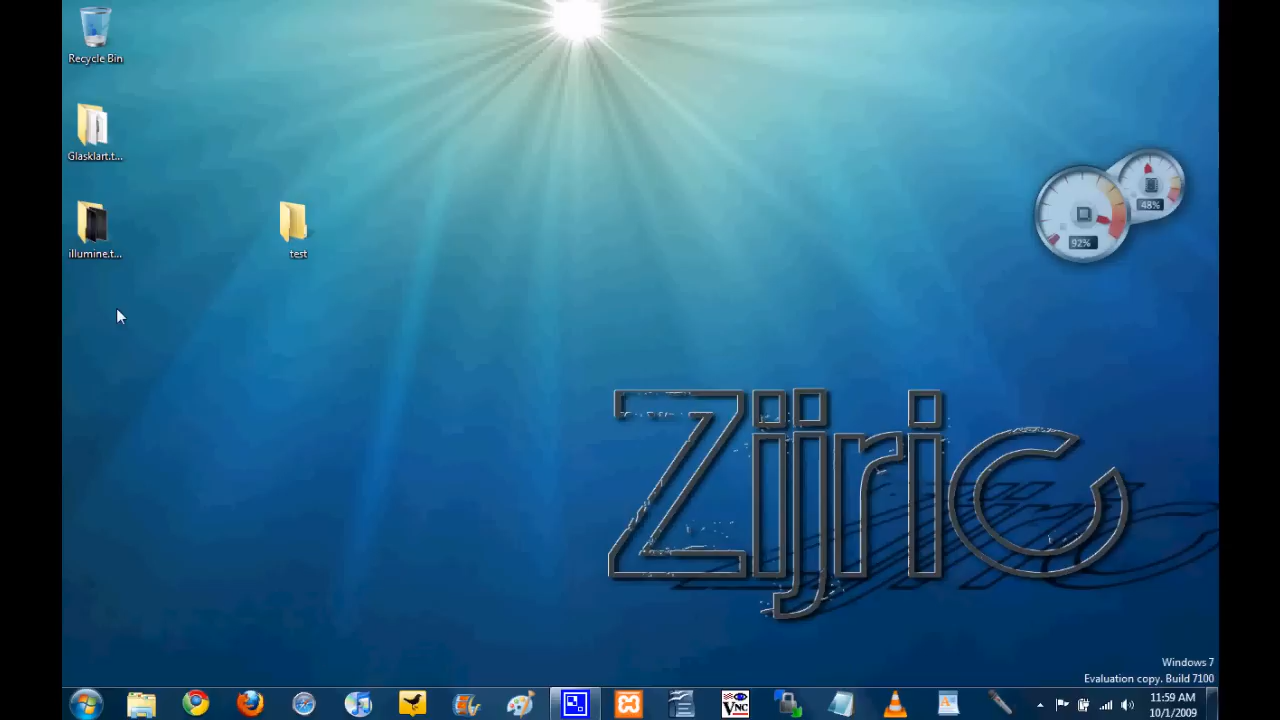 Recycle Bin
Glasklart.t...
illumine.t...
test
48%
92%
Zijric
Windows 7
Evaluation copy. Build 7100
VNC
11:59 AM
10/1/2009